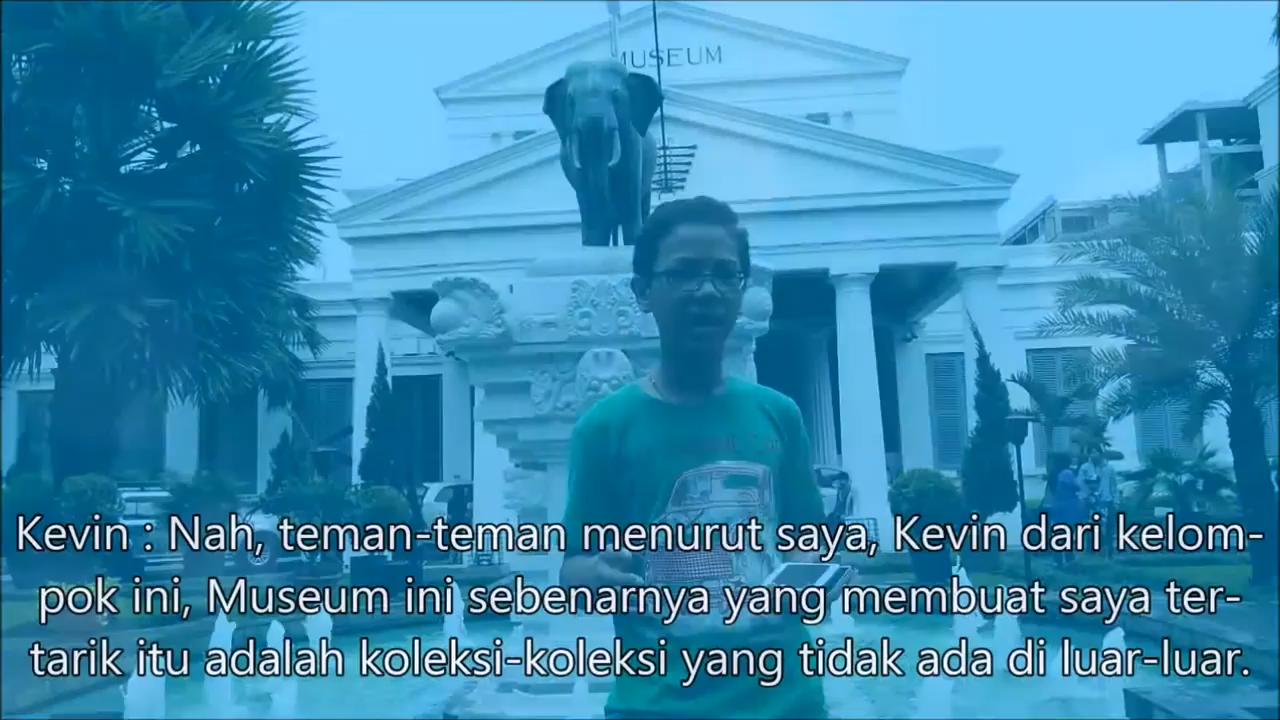 MUSEUM
Kevin : Nah, teman-teman menurut saya, Kevin dari kelom-
pok ini, Museum ini sebenarnya yang membuat saya ter-
tarik itu adalah koleksi-koleksi yang tidak ada di luar-luar.